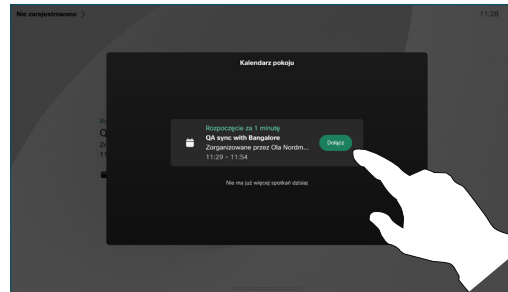 Nie zarejestrowano
11:28
Kalendarz pokoju
Rozpoczęcie za 1 minutę
QA sync with Bangalore
Zorganizowane przez Ola Nordm...
11:29 – 11:54
Dołącz
Nie ma już więcej spotkań dzisiaj